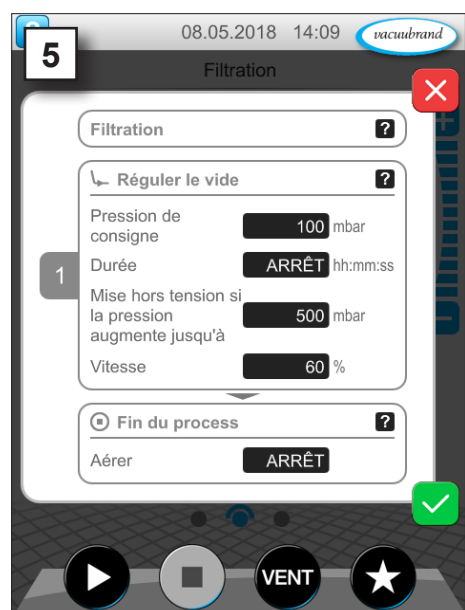 08.05.2018 14:09 vacuubrand
5
Filtration
Filtration ?
Réguler le vide ?
Pression de
consigne 100 mbar
1
Durée ARRÊT hh:mm:ss
Mise hors tension si
la pression
augmente jusqu'à 500 mbar
Vitesse 60 %
Fin du process ?
Aérer ARRÊT
VENT